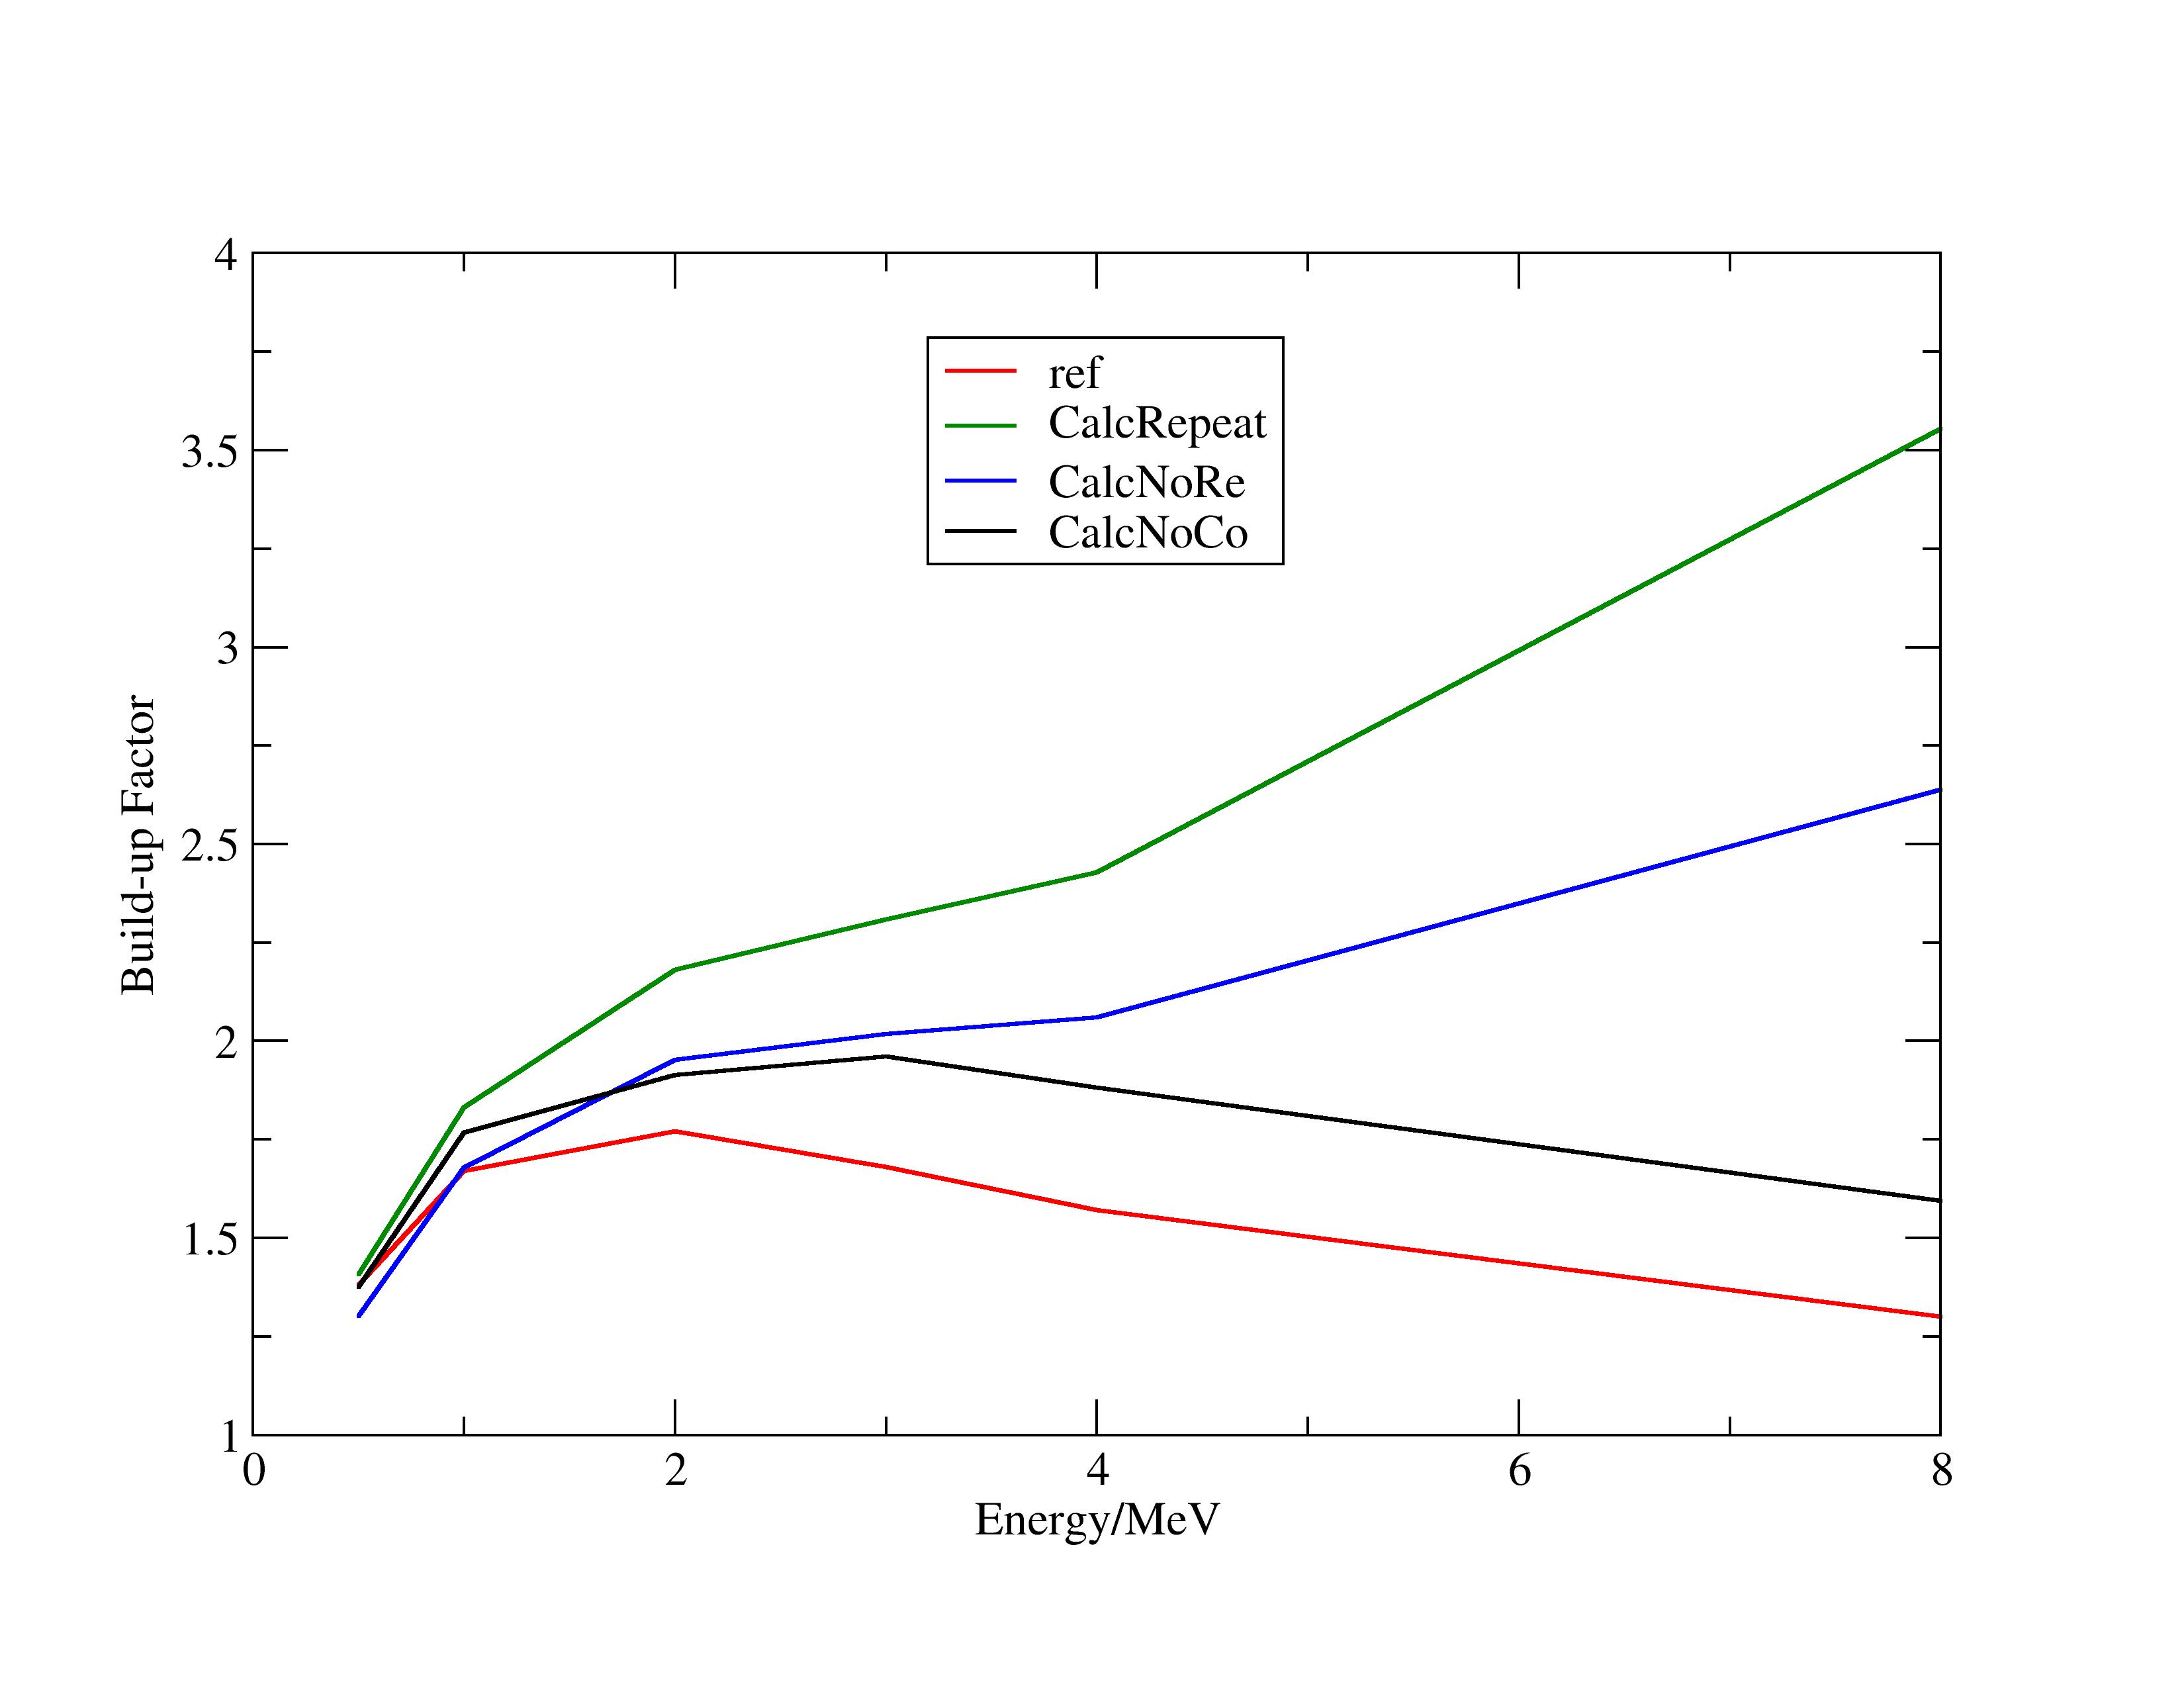 4
3.5
3
2.5
2
1.5
1
Build-up Factor
ref
CalcRepeat
CalcNoRe
CalcNoCo
0 2 4 6 8
Energy/MeV